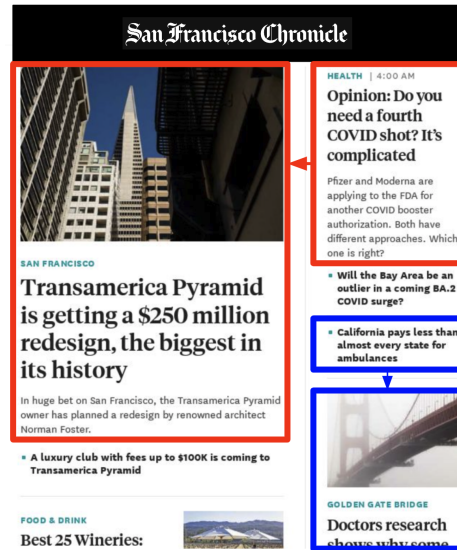 San Francisco Chronicle
SAN FRANCISCO
Transamerica Pyramid
is getting a $250 million
redesign, the biggest in
its history
In huge bet on San Francisco, the Transamerica Pyramid
owner has planned a redesign by renowned architect
Norman Foster.
A luxury club with fees up to $100K is coming to
Transamerica Pyramid
FOOD & DRINK
Best 25 Wineries:
HEALTH | 4:00 AM
Opinion: Do you
need a fourth
COVID shot? It's
complicated
Pfizer and Moderna are
applying to the FDA for
another COVID booster
authorization. Both have
different approaches. Which
one is right?
Will the Bay Area be an
outlier in a coming BA.2
COVID surge?
California pays less than
almost every state for
ambulances
GOLDEN GATE BRIDGE
Doctors research
shows why some